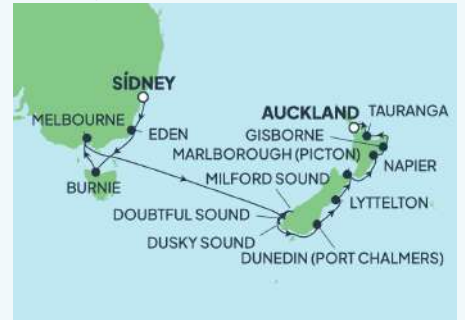 SÍDNEY
MELBOURNE
EDEN
BURNIE
AUCKLAND
TAURANGA
GISBORNE
MARLBOROUGH (PICTON)
NAPIER
MILFORD SOUND
LYTTELTON
DOUBTFUL SOUND
DUSKY SOUND
DUNEDIN (PORT CHALMERS)